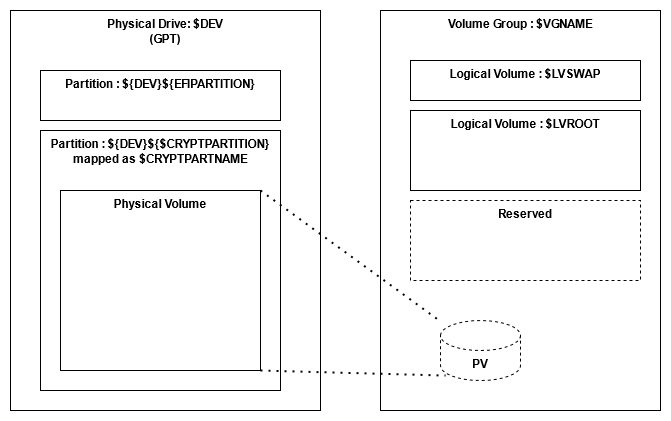 Physical Drive: $DEV
(GPT)
Partition : ${DEV}${EFIPARTITION}
Partition : ${DEV}${$CRYPTPARTITION}
mapped as $CRYPTPARTNAME
Physical Volume
Volume Group : $VGNAME
Logical Volume : $LVSWAP
Logical Volume : $LVROOT
Reserved
PV